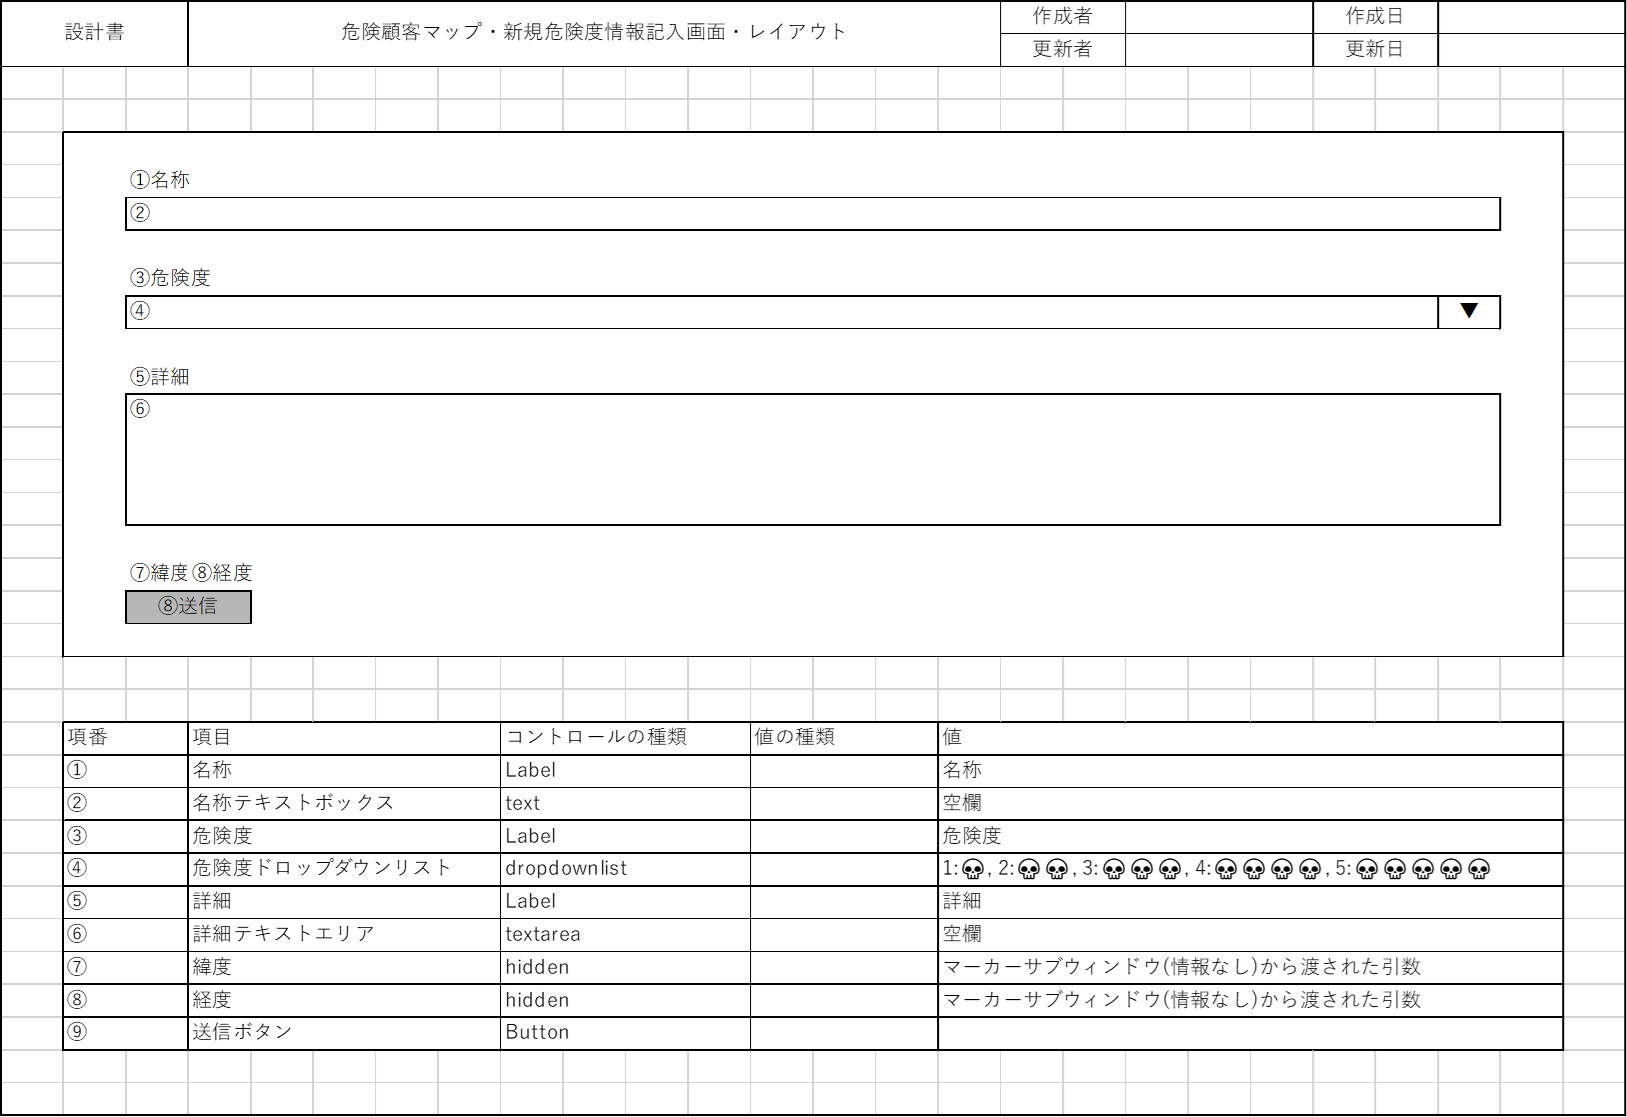 設計書 危険顧客マップ・新規危険度情報記入画面・レイアウト 作成者 作成日
更新者 更新日
①名称
②
③危険度
④ ▼
⑤詳細
⑥
⑦緯度 ⑧経度
⑧送信
項番 項目 コントロールの種類 値の種類 値
① 名称 Label 名称
② 名称テキストボックス text 空欄
③ 危険度 Label 危険度
④ 危険度ドロップダウンリスト dropdownlist 1:💀, 2:💀💀, 3:💀💀💀, 4:💀💀💀💀, 5:💀💀💀💀💀
⑤ 詳細 Label 詳細
⑥ 詳細テキストエリア textarea 空欄
⑦ 緯度 hidden マーカーサブウィンドウ(情報なし)から渡された引数
⑧ 経度 hidden マーカーサブウィンドウ(情報なし)から渡された引数
⑨ 送信ボタン Button